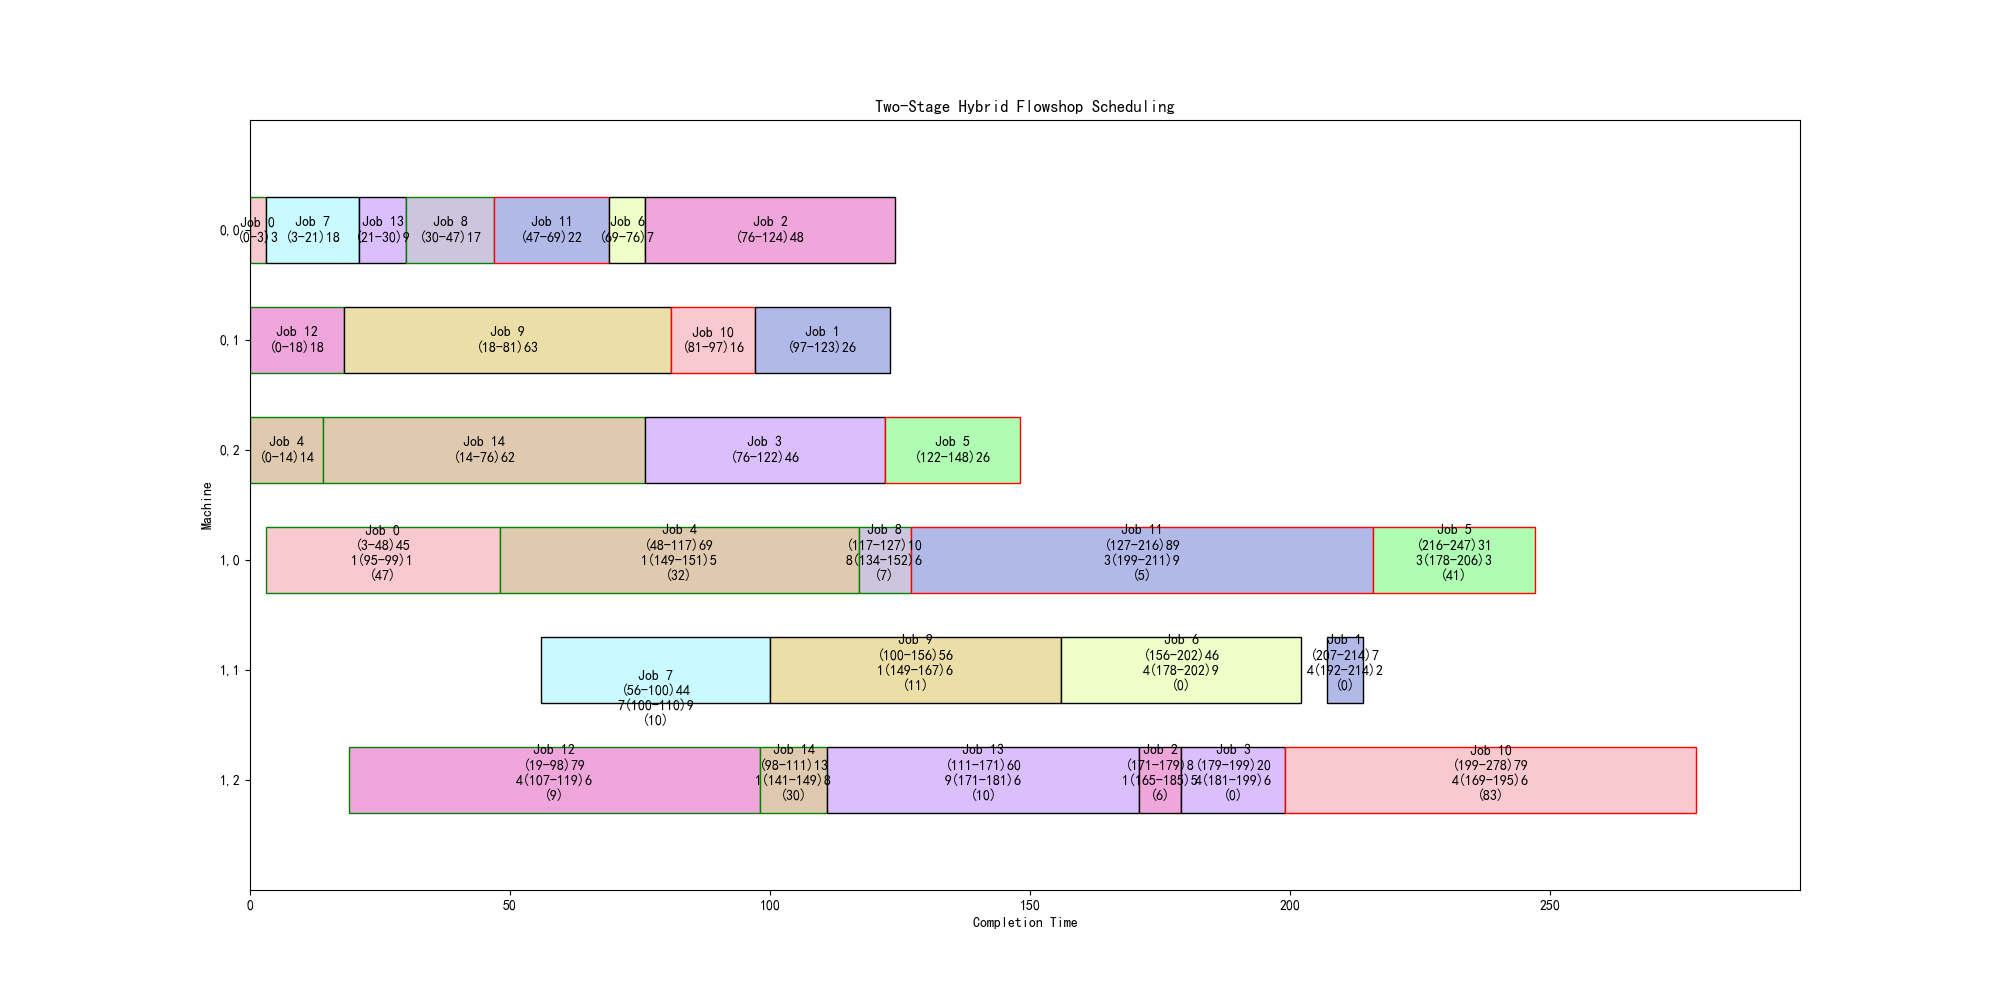 Two-Stage Hybrid Flowshop Scheduling
Machine
0,0
Job 0
(0-3)3
Job 7
(3-21)18
Job 13
(21-30)9
Job 8
(30-47)17
Job 11
(47-69)22
Job 6
(69-76)7
Job 2
(76-124)48
0,1
Job 12
(0-18)18
Job 9
(18-81)63
Job 10
(81-97)16
Job 1
(97-123)26
0,2
Job 4
(0-14)14
Job 14
(14-76)62
Job 3
(76-122)46
Job 5
(122-148)26
1,0
Job 0
(3-48)45
1(95-99)1
(47)
Job 4
(48-117)69
1(149-151)5
(32)
Job 8
(117-127)10
8(134-152)6
(7)
Job 11
(127-216)89
3(199-211)9
(5)
Job 5
(216-247)31
3(178-206)3
(41)
1,1
Job 7
(56-100)44
7(100-110)9
(10)
Job 9
(100-156)56
1(149-167)6
(11)
Job 6
(156-202)46
4(178-202)9
(0)
Job 1
(207-214)7
4(192-214)2
(0)
1,2
Job 12
(19-98)79
4(107-119)6
(9)
Job 14
(98-111)13
1(141-149)8
(30)
Job 13
(111-171)60
9(171-181)6
(10)
Job 2
(171-179)8
1(165-185)5
(6)
Job 3
(179-199)20
4(181-199)6
(0)
Job 10
(199-278)79
4(169-195)6
(83)
0
50
100
150
200
250
Completion Time